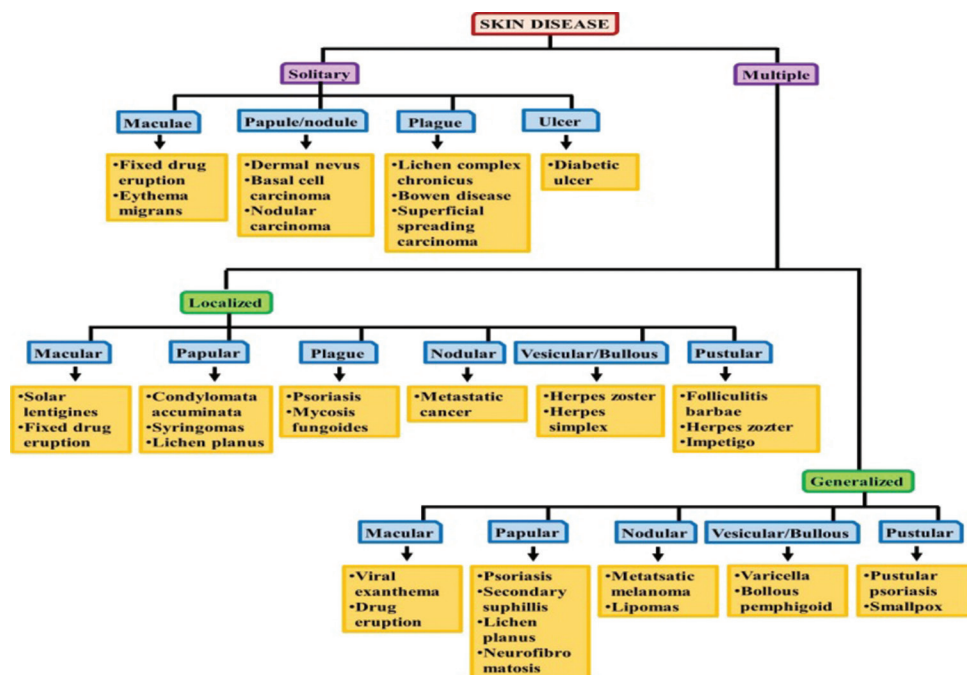 SKIN DISEASE
Solitary
Multiple
Maculae
Papule/nodule
Plague
Ulcer
•Fixed drug
eruption
•Eythema
migrans
•Dermal nevus
•Basal cell
carcinoma
•Nodular
carcinoma
•Lichen complex
chronicus
•Bowen disease
•Superficial
spreading
carcinoma
•Diabetic
ulcer
Localized
Macular
Papular
Plague
Nodular
Vesicular/Bullous
Pustular
•Solar
lentigines
•Fixed drug
eruption
•Condylomata
accuminata
•Syringomas
•Lichen planus
•Psoriasis
•Mycosis
fungoides
•Metastatic
cancer
•Herpes zoster
•Herpes
simplex
•Folliculitis
barbae
•Herpes zozter
•Impetigo
Generalized
Macular
Papular
Nodular
Vesicular/Bullous
Pustular
•Viral
exanthema
•Drug
eruption
•Psoriasis
•Secondary
suphillis
•Lichen
planus
•Neurofibro
matosis
•Metatsatic
melanoma
•Lipomas
•Varicella
•Bollous
pemphigoid
•Pustular
psoriasis
•Smallpox